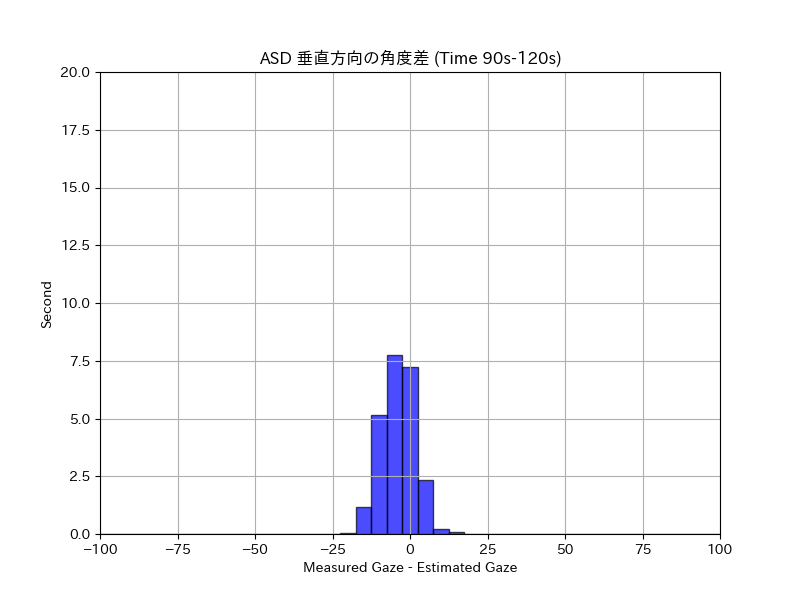 ASD 垂直方向の角度差 (Time 90s-120s)
20.0
17.5
15.0
12.5
10.0
7.5
5.0
2.5
0.0
Second
−100 −75 −50 −25 0 25 50 75 100
Measured Gaze - Estimated Gaze